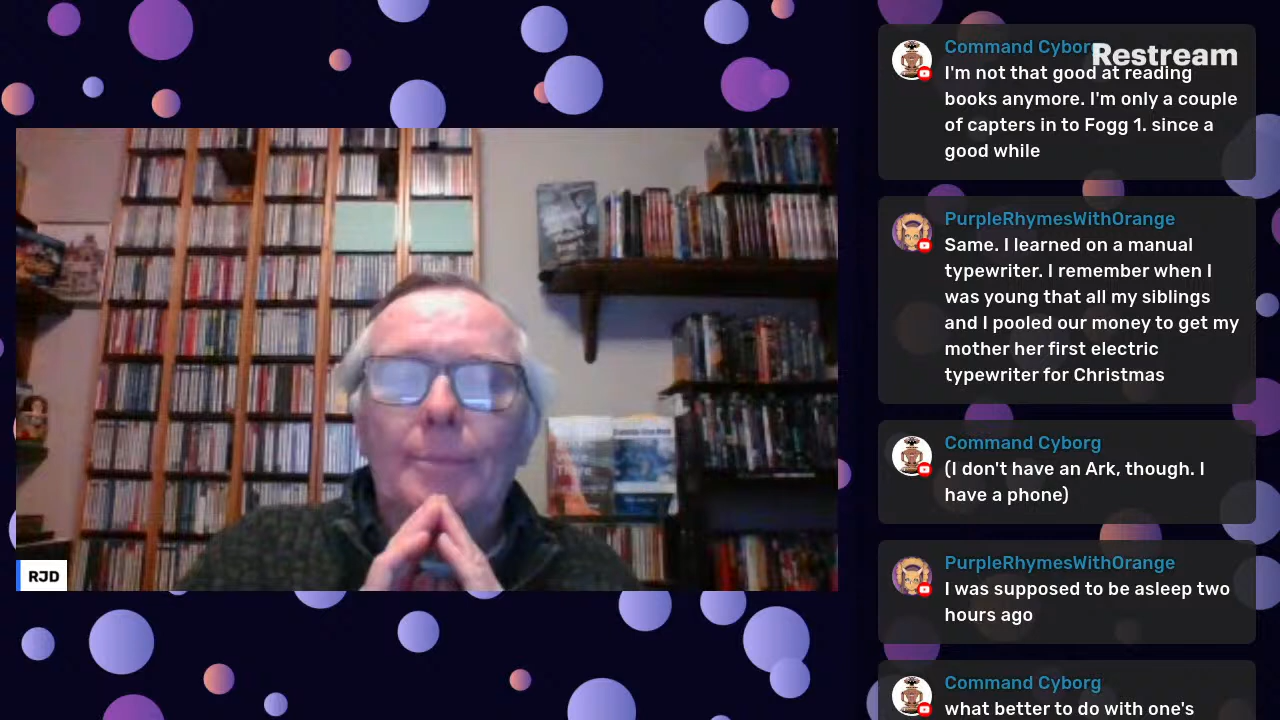 Command Cyborg
Restream
I'm not that good at reading
books anymore. I'm only a couple
of capters in to Fogg 1. since a
good while
PurpleRhymesWithOrange
Same. I learned on a manual
typewriter. I remember when I
was young that all my siblings
and I pooled our money to get my
mother her first electric
typewriter for Christmas
Command Cyborg
(I don't have an Ark, though. I
have a phone)
PurpleRhymesWithOrange
I was supposed to be asleep two
hours ago
Command Cyborg
what better to do with one's
RJD